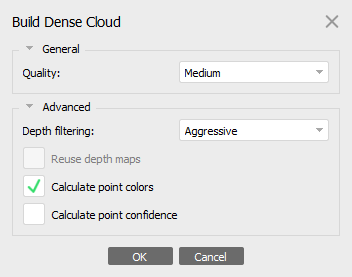 Build Dense Cloud
General
Quality: Medium
Advanced
Depth filtering: Aggressive
Reuse depth maps
Calculate point colors
Calculate point confidence
OK Cancel